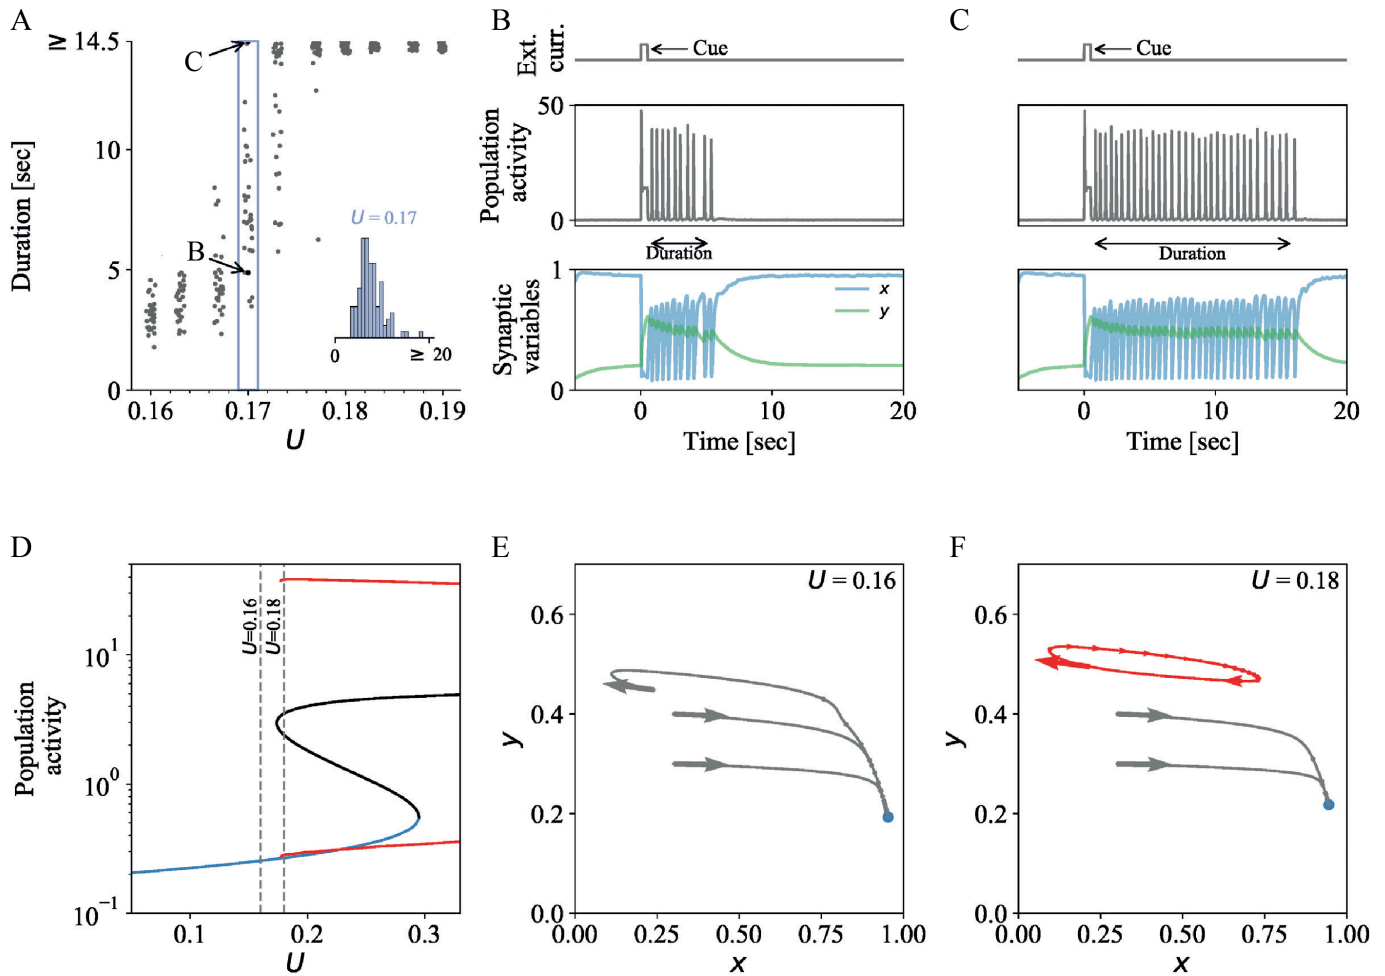 A
≥ 14.5
10
5
0
Duration [sec]
C
B
U = 0.17
0
≥ 20
0.16
0.17
0.18
0.19
U
B
Ext. curr.
Cue
Population activity
50
0
Duration
Synaptic variables
1
0
x
y
0
10
20
Time [sec]
C
Cue
Duration
0
10
20
Time [sec]
D
Population activity
10¹
10⁰
10⁻¹
U=0.16
U=0.18
0.1
0.2
0.3
U
E
U = 0.16
y
0.6
0.4
0.2
0.0
0.00
0.25
0.50
0.75
1.00
x
F
U = 0.18
y
0.6
0.4
0.2
0.0
0.00
0.25
0.50
0.75
1.00
x